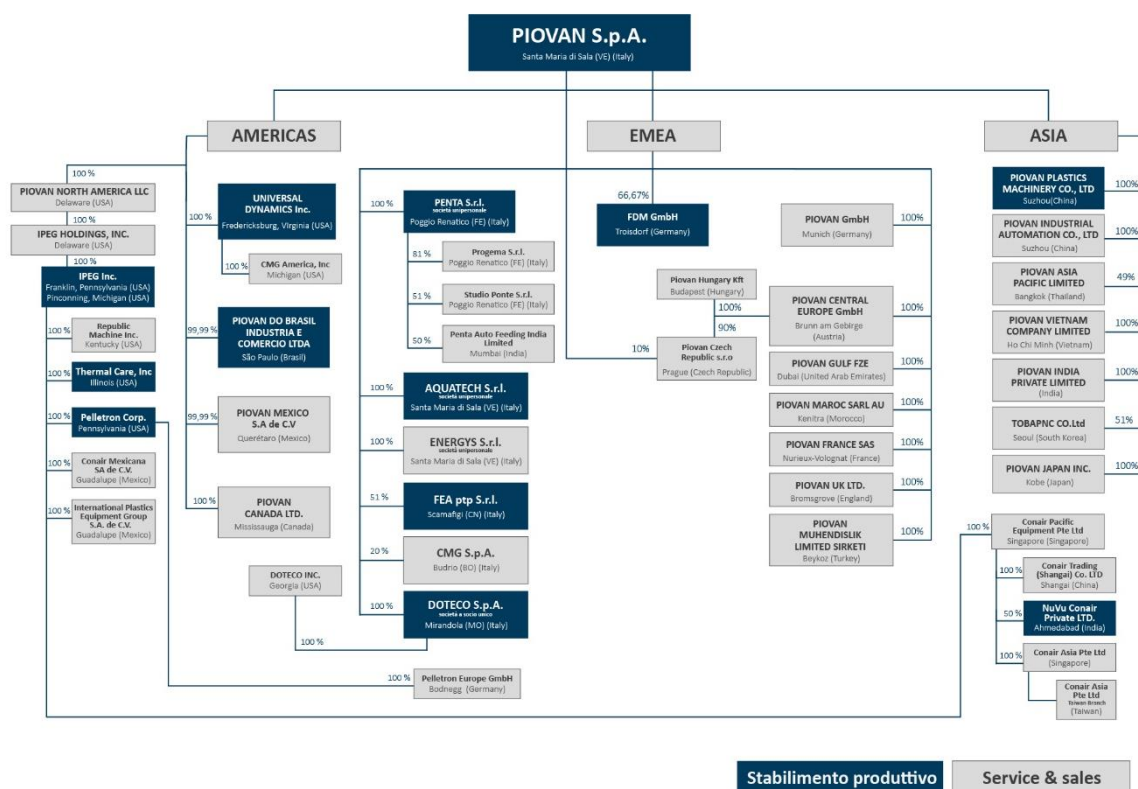 PIOVAN S.p.A.
Santa Maria di Sala (VE) (Italy)
AMERICAS
EMEA
ASIA
100 %
PIOVAN NORTH AMERICA LLC
Delaware (USA)
100 %
IPEG HOLDINGS, INC.
Delaware (USA)
100 %
IPEG Inc.
Franklin, Pennsylvania (USA)
Pinconning, Michigan (USA)
100 %
Republic
Machine Inc.
Kentucky (USA)
100 %
Thermal Care, Inc
Illinois (USA)
100 %
Pelletron Corp.
Pennsylvania (USA)
100 %
Conair Mexicana
SA de C.V.
Guadalupe (Mexico)
100 %
International Plastics
Equipment Group
S.A. de C.V.
Guadalupe (Mexico)
100 %
UNIVERSAL
DYNAMICS Inc.
Fredericksburg, Virginia (USA)
100 %
CMG America, Inc
Michigan (USA)
99,99 %
PIOVAN DO BRASIL
INDUSTRIA E
COMERCIO LTDA
São Paulo (Brasil)
99,99 %
PIOVAN MEXICO
S.A de C.V
Querétaro (Mexico)
100 %
PIOVAN
CANADA LTD.
Mississauga (Canada)
DOTECO INC.
Georgia (USA)
100 %
100 %
PENTA S.r.l.
società unipersonale
Poggio Renatico (FE) (Italy)
81 %
Progema S.r.l.
Poggio Renatico (FE) (Italy)
51 %
Studio Ponte S.r.l.
Poggio Renatico (FE) (Italy)
50 %
Penta Auto Feeding India
Limited
Mumbai (India)
100 %
AQUATECH S.r.l.
società unipersonale
Santa Maria di Sala (VE) (Italy)
100 %
ENERGYS S.r.l.
società unipersonale
Santa Maria di Sala (VE) (Italy)
51 %
FEA ptp S.r.l.
Scarnafigi (CN) (Italy)
20 %
CMG S.p.A.
Budrio (BO) (Italy)
100 %
DOTECO S.p.A.
società a socio unico
Mirandola (MO) (Italy)
100 %
Pelletron Europe GmbH
Bodnegg (Germany)
66,67%
FDM GmbH
Troisdorf (Germany)
Piovan Hungary Kft
Budapest (Hungary)
100%
90%
10%
Piovan Czech
Republic s.r.o
Prague (Czech Republic)
PIOVAN GmbH
Munich (Germany)
100%
PIOVAN CENTRAL
EUROPE GmbH
Brunn am Gebirge
(Austria)
100%
PIOVAN GULF FZE
Dubai (United Arab Emirates)
100%
PIOVAN MAROC SARL AU
Kenitra (Morocco)
100%
PIOVAN FRANCE SAS
Nurieux-Volognat (France)
100%
PIOVAN UK LTD.
Bromsgrove (England)
100%
PIOVAN
MUHENDISLIK
LIMITED SIRKETI
Beykoz (Turkey)
100%
PIOVAN PLASTICS
MACHINERY CO., LTD
Suzhou(China)
100%
PIOVAN INDUSTRIAL
AUTOMATION CO., LTD
Suzhou (China)
100%
PIOVAN ASIA
PACIFIC LIMITED
Bangkok (Thailand)
49%
PIOVAN VIETNAM
COMPANY LIMITED
Ho Chi Minh (Vietnam)
100%
PIOVAN INDIA
PRIVATE LIMITED
(India)
100%
TOBAPNC CO.Ltd
Seoul (South Korea)
51%
PIOVAN JAPAN INC.
Kobe (Japan)
100%
100 %
Conair Pacific
Equipment Pte Ltd
Singapore (Singapore)
100 %
Conair Trading
(Shangai) Co. LTD
Shangai (China)
50 %
NuVu Conair
Private LTD.
Ahmedabad (India)
100 %
Conair Asia Pte Ltd
(Singapore)
Conair Asia
Pte Ltd
Taiwan Branch
(Taiwan)
Stabilimento produttivo
Service & sales